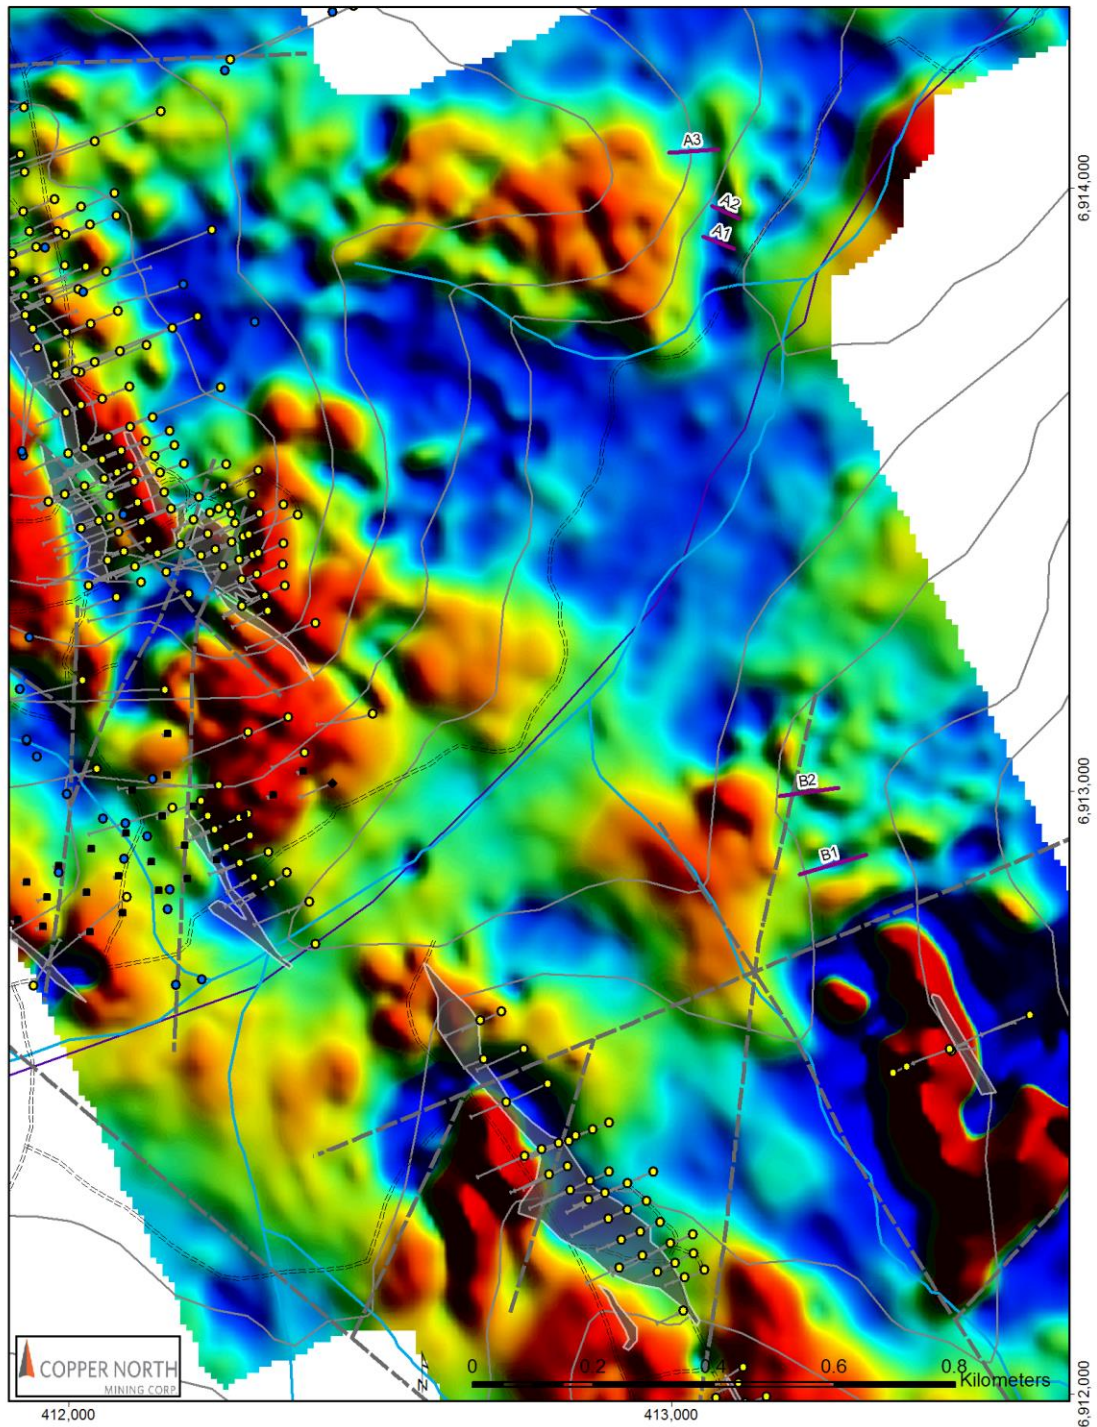 A3
A2
A1
6,914,000
B2
6,913,000
B1
COPPER NORTH
MINING CORP.
N
0 0.2 0.4 0.6 0.8
Kilometers
6,912,000
412,000 413,000